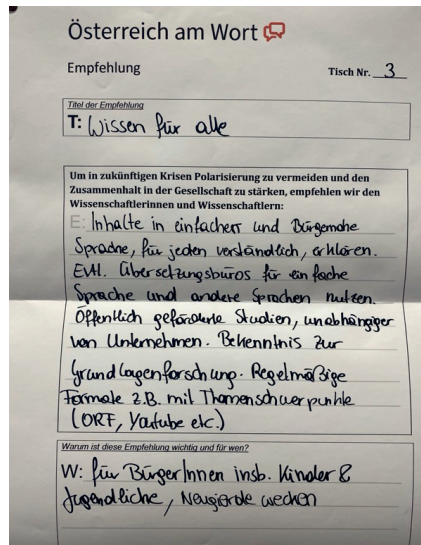 Österreich am Wort
Empfehlung
Tisch Nr. 3
Titel der Empfehlung
T: Wissen für alle
Um in zukünftigen Krisen Polarisierung zu vermeiden und den
Zusammenhalt in der Gesellschaft zu stärken, empfehlen wir den
Wissenschaftlerinnen und Wissenschaftlern:
E: Inhalte in einfacher und Bürgernahe
Sprache, für jeden verständlich, erklären.
Evtl. Übersetzungsbüros für einfache
Sprache und andere Sprachen nutzen.
Öffentlich geförderte Studien, unabhängiger
von Unternehmen. Bekenntnis zur
Grundlagenforschung. Regelmäßige
Formate z.B. mit Themenschwerpunkte
(ORF, Youtube etc.)
Warum ist diese Empfehlung wichtig und für wen?
W: für BürgerInnen insb. Kinder &
Jugendliche, Neugierde wecken